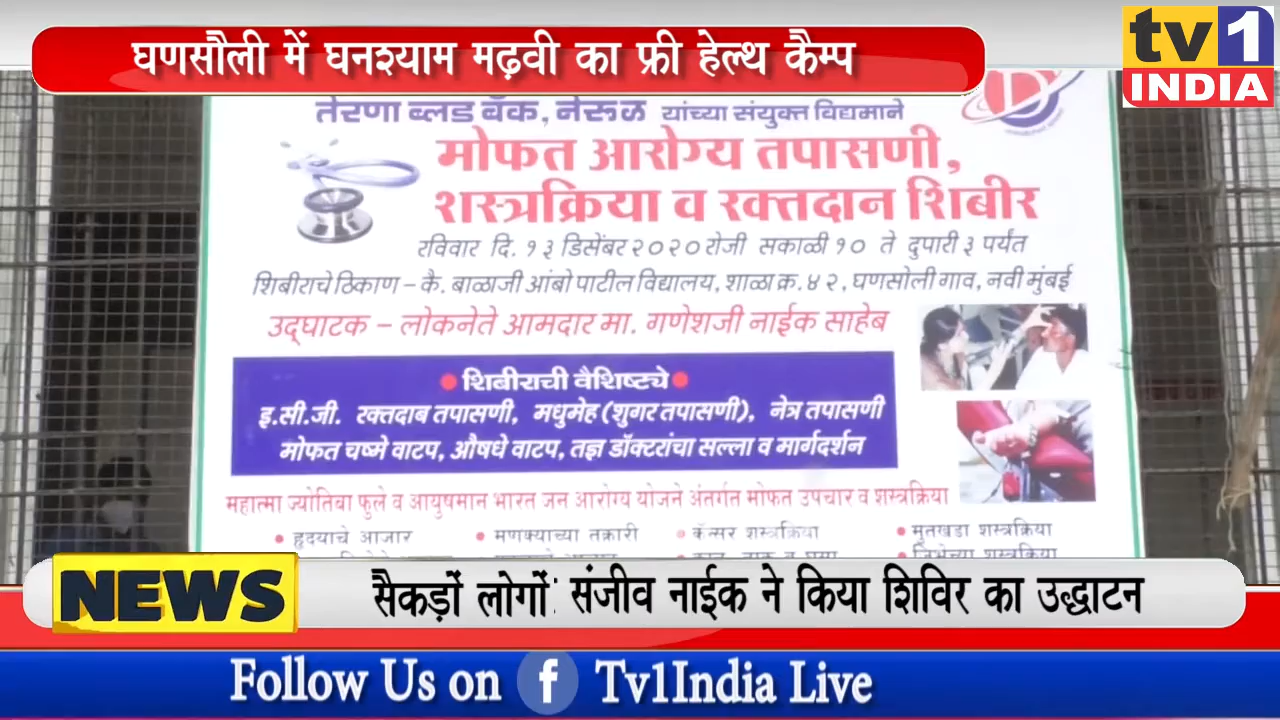 घणसौली में घनश्याम मढ़वी का फ्री हेल्थ कैम्प
tv1
INDIA
तेरणा ब्लड बँक, नेरूळ यांच्या संयुक्त विद्यमाने
मोफत आरोग्य तपासणी,
शस्त्रक्रिया व रक्तदान शिबीर
रविवार दि. १३ डिसेंबर २०२० रोजी सकाळी १० ते दुपारी ३ पर्यंत
शिबीराचे ठिकाण – कै. बाळाजी आंबो पाटील विद्यालय, शाळा क्र. ४२, घणसोली गाव, नवी मुंबई
उद्घाटक – लोकनेते आमदार मा. गणेशजी नाईक साहेब
शिबीराची वैशिष्ट्ये
इ.सी.जी. रक्तदाब तपासणी, मधुमेह (शुगर तपासणी), नेत्र तपासणी
मोफत चष्मे वाटप, औषधे वाटप, तज्ञ डॉक्टरांचा सल्ला व मार्गदर्शन
महात्मा ज्योतिबा फुले व आयुषमान भारत जन आरोग्य योजने अंतर्गत मोफत उपचार व शस्त्रक्रिया
• हृदयाचे आजार • मणक्याच्या तक्रारी • कॅन्सर शस्त्रक्रिया • मुतखडा शस्त्रक्रिया
NEWS
सैकड़ों लोगों संजीव नाईक ने किया शिविर का उद्धाटन
Follow Us on f Tv1India Live